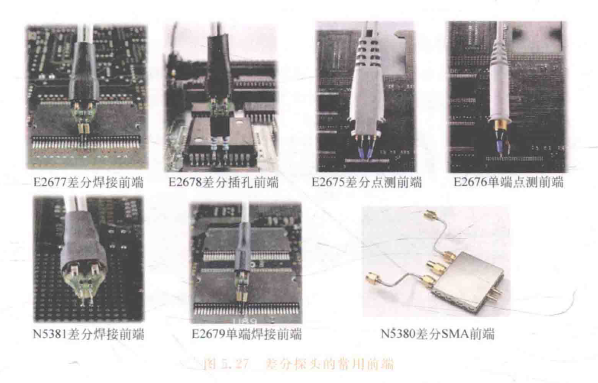 E2677差分焊接前端
E2678差分插孔前端
E2675差分点测前端
E2676单端点测前端
N5381差分焊接前端
E2679单端焊接前端
N5380差分SMA前端
图 5.27 差分探头的常用前端